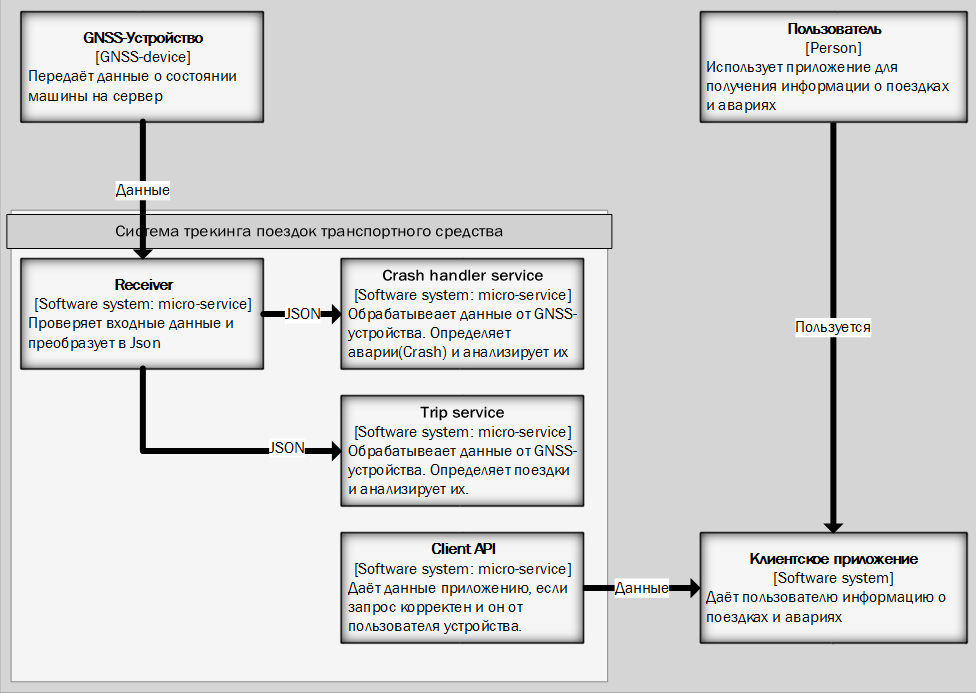 GNSS-Устройство
[GNSS-device]
Передаёт данные о состоянии
машины на сервер
Пользователь
[Person]
Использует приложение для
получения информации о поездках
и авариях
Данные
Система трекинга поездок транспортного средства
Receiver
[Software system: micro-service]
Проверяет входные данные и
преобразует в Json
JSON
Crash handler service
[Software system: micro-service]
Обрабатывеает данные от GNSS-
устройства. Определяет
аварии(Crash) и анализирует их
Пользуется
JSON
Trip service
[Software system: micro-service]
Обрабатывеает данные от GNSS-
устройства. Определяет поездки
и анализирует их.
Client API
[Software system: micro-service]
Даёт данные приложению, если
запрос корректен и он от
пользователя устройства.
Данные
Клиентское приложение
[Software system]
Даёт пользователю информацию о
поездках и авариях